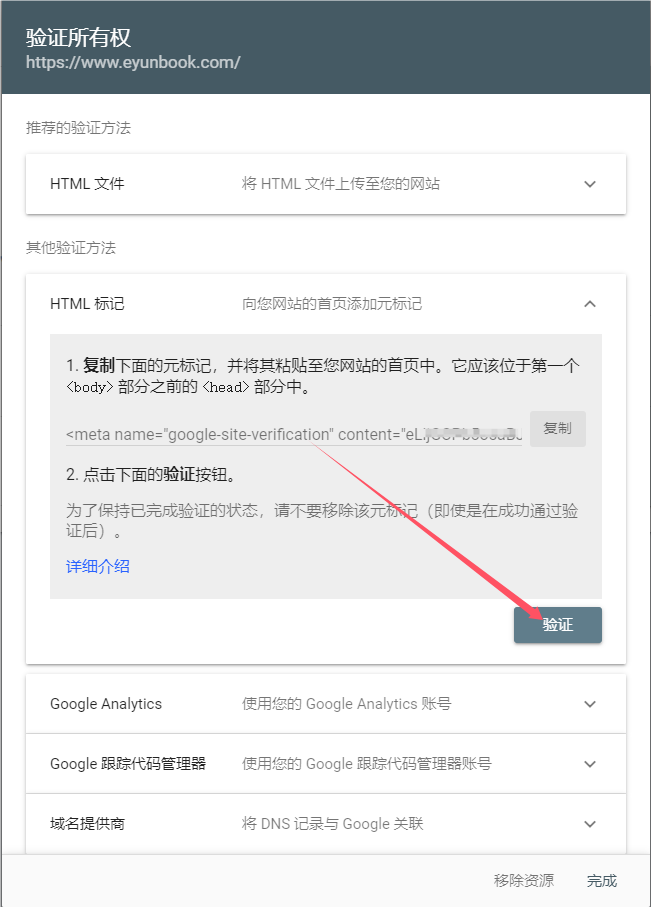 验证所有权
https://www.eyunbook.com/
推荐的验证方法
HTML 文件 将 HTML 文件上传至您的网站
其他验证方法
HTML 标记 向您网站的首页添加元标记
1. 复制下面的元标记，并将其粘贴至您网站的首页中。它应该位于第一个
<body> 部分之前的 <head> 部分中。
<meta name="google-site-verification" content="eL 复制
2. 点击下面的验证按钮。
为了保持已完成验证的状态，请不要移除该元标记（即使是在成功通过验
证后）。
详细介绍
验证
Google Analytics 使用您的 Google Analytics 账号
Google 跟踪代码管理器 使用您的 Google 跟踪代码管理器账号
域名提供商 将 DNS 记录与 Google 关联
移除资源 完成